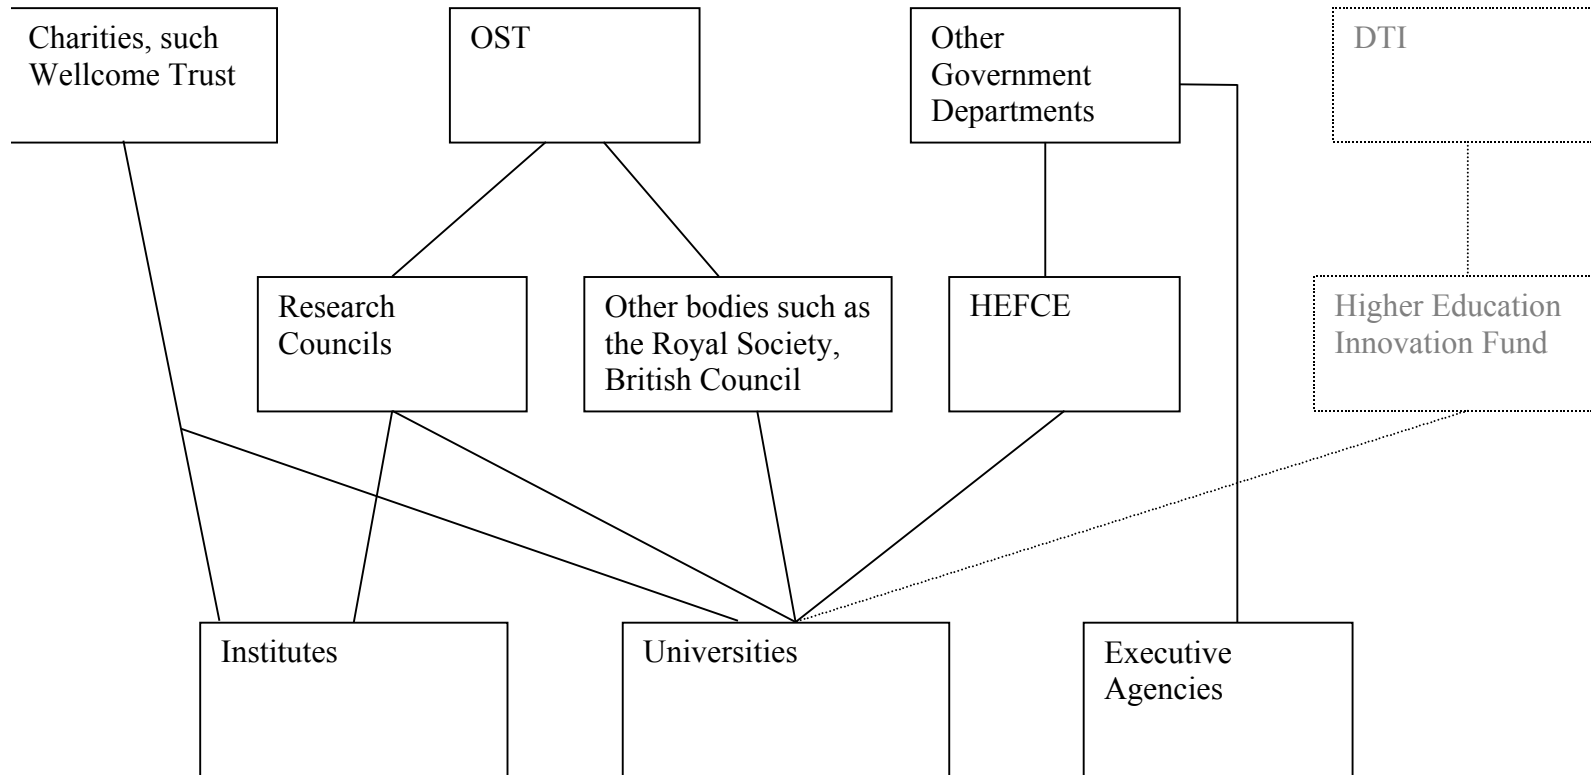 Charities, such
Wellcome Trust
OST
Other
Government
Departments
DTI
Research
Councils
Other bodies such as
the Royal Society,
British Council
HEFCE
Higher Education
Innovation Fund
Institutes
Universities
Executive
Agencies